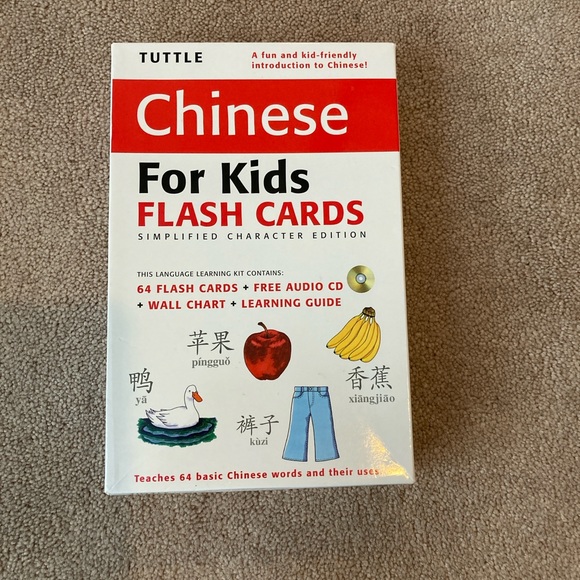 TUTTLE
A fun and kid-friendly
introduction to Chinese!
Chinese
For Kids
FLASH CARDS
SIMPLIFIED CHARACTER EDITION
THIS LANGUAGE LEARNING KIT CONTAINS:
64 FLASH CARDS + FREE AUDIO CD
+ WALL CHART + LEARNING GUIDE
苹果
píngguǒ
鸭
yā
香蕉
xiāngjiāo
裤子
kùzi
Teaches 64 basic Chinese words and their uses